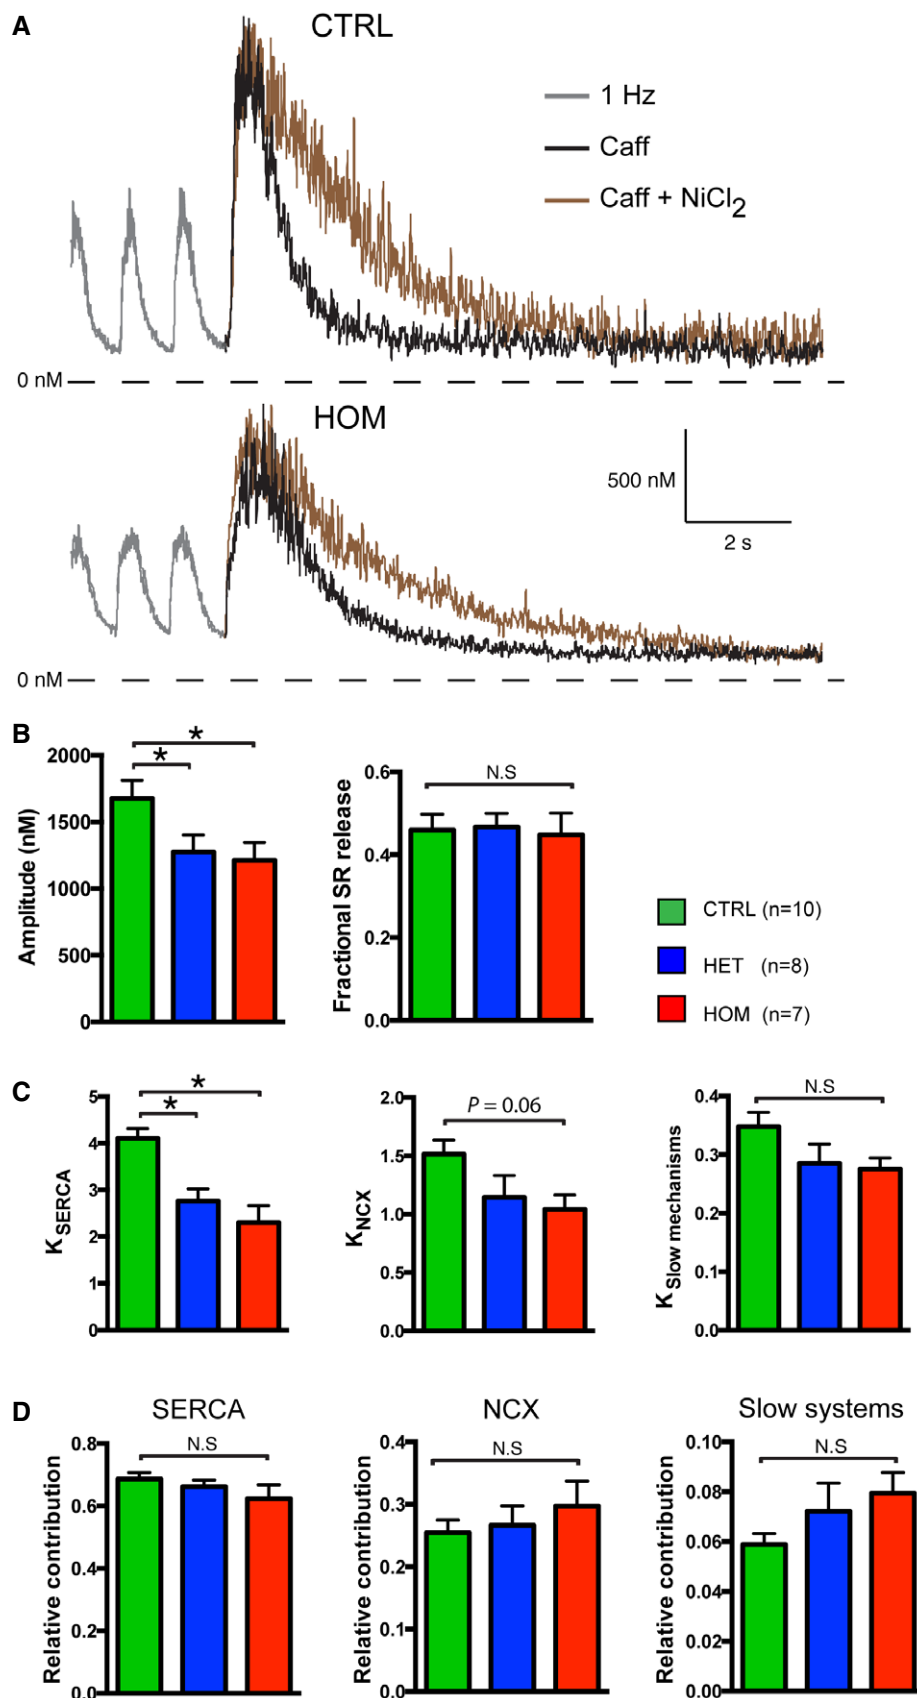 A
CTRL
1 Hz
Caff
Caff + NiCl2
0 nM
HOM
500 nM
2 s
0 nM
B
*
*
2000
1500
1000
500
0
Amplitude (nM)
N.S
0.6
0.4
0.2
0.0
Fractional SR release
CTRL (n=10)
HET (n=8)
HOM (n=7)
C
*
*
5
4
3
2
1
0
KSERCA
P = 0.06
2.0
1.5
1.0
0.5
0.0
KNCX
N.S
0.4
0.3
0.2
0.1
0.0
KSlow mechanisms
D
SERCA
N.S
0.8
0.6
0.4
0.2
0.0
Relative contribution
NCX
N.S
0.4
0.3
0.2
0.1
0.0
Relative contribution
Slow systems
N.S
0.10
0.08
0.06
0.04
0.02
0.00
Relative contribution